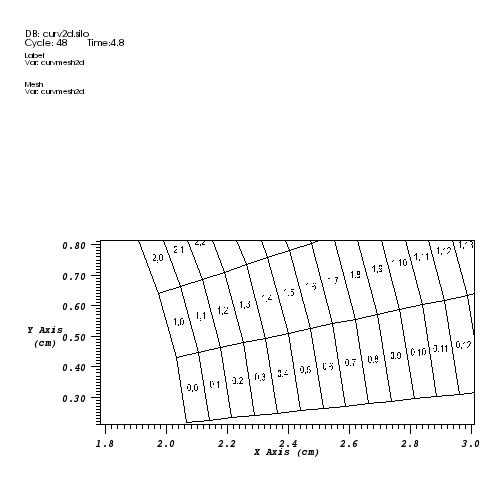 DB: curv2d.silo
Cycle: 48 Time:4.8
Label
Var: curvmesh2d
Mesh
Var: curvmesh2d
0.80
0.70
0.60
0.50
0.40
0.30
Y Axis
(cm)
2,0 2,1 2,2
1,0 1,1 1,2 1,3 1,4 1,5 1,6 1,7 1,8 1,9 1,10 1,11 1,12 1,13
0,0 0,1 0,2 0,3 0,4 0,5 0,6 0,7 0,8 0,9 0,10 0,11 0,12
1.8 2.0 2.2 2.4 2.6 2.8 3.0
X Axis (cm)